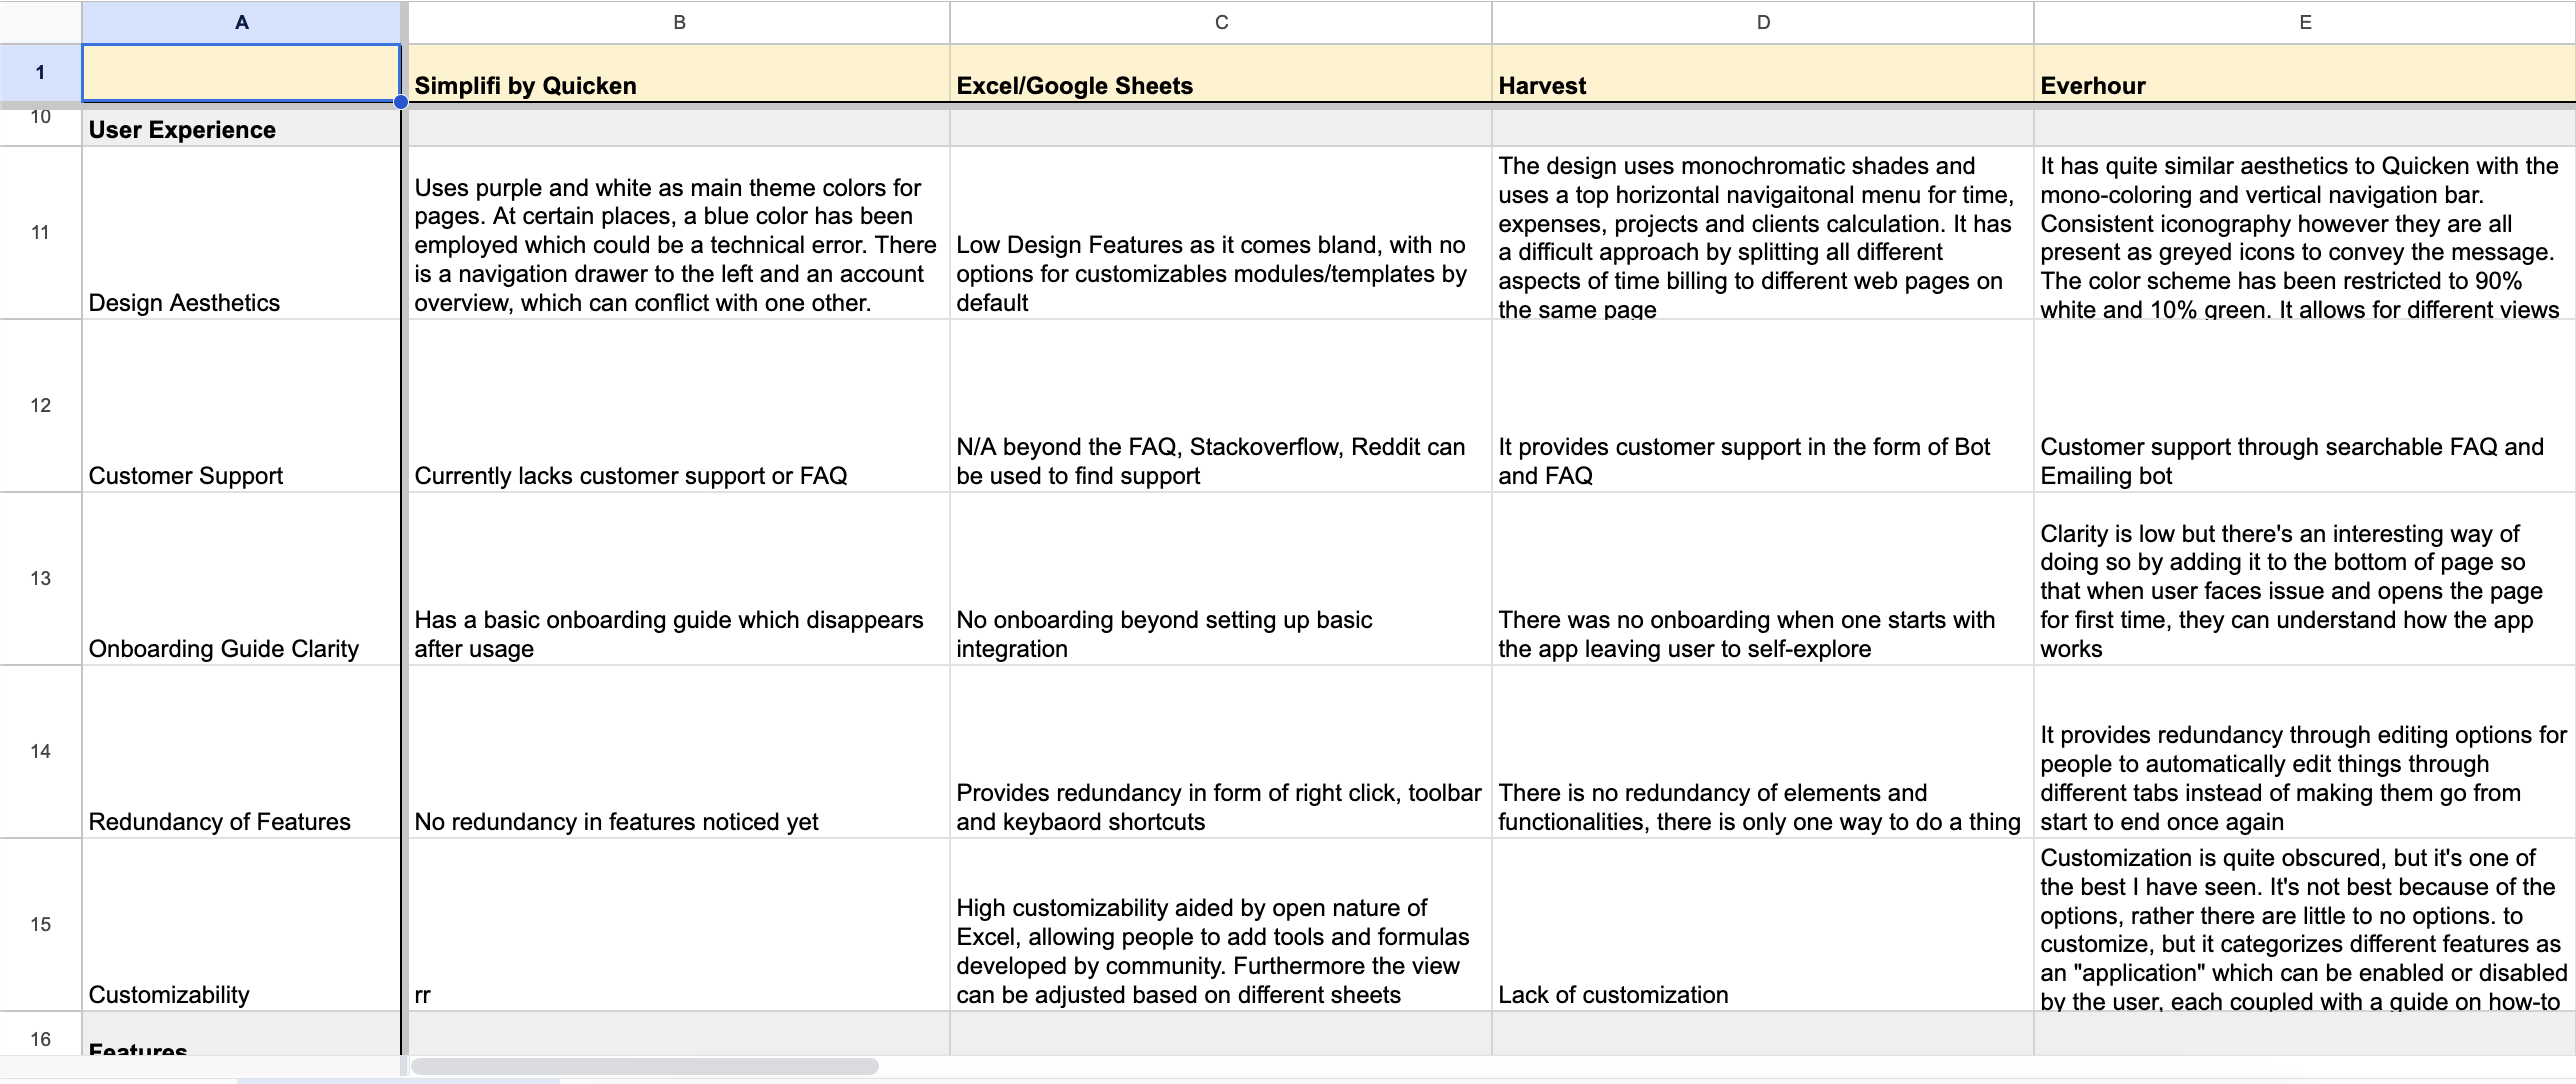 A
B
C
D
E
1
Simplifi by Quicken
Excel/Google Sheets
Harvest
Everhour
10
User Experience
11
Design Aesthetics
Uses purple and white as main theme colors for
pages. At certain places, a blue color has been
employed which could be a technical error. There
is a navigation drawer to the left and an account
overview, which can conflict with one other.
Low Design Features as it comes bland, with no
options for customizables modules/templates by
default
The design uses monochromatic shades and
uses a top horizontal navigaitonal menu for time,
expenses, projects and clients calculation. It has
a difficult approach by splitting all different
aspects of time billing to different web pages on
the same page
It has quite similar aesthetics to Quicken with the
mono-coloring and vertical navigation bar.
Consistent iconography however they are all
present as greyed icons to convey the message.
The color scheme has been restricted to 90%
white and 10% green. It allows for different views
12
Customer Support
Currently lacks customer support or FAQ
N/A beyond the FAQ, Stackoverflow, Reddit can
be used to find support
It provides customer support in the form of Bot
and FAQ
Customer support through searchable FAQ and
Emailing bot
13
Onboarding Guide Clarity
Has a basic onboarding guide which disappears
after usage
No onboarding beyond setting up basic
integration
There was no onboarding when one starts with
the app leaving user to self-explore
Clarity is low but there's an interesting way of
doing so by adding it to the bottom of page so
that when user faces issue and opens the page
for first time, they can understand how the app
works
14
Redundancy of Features
No redundancy in features noticed yet
Provides redundancy in form of right click, toolbar
and keybaord shortcuts
There is no redundancy of elements and
functionalities, there is only one way to do a thing
It provides redundancy through editing options for
people to automatically edit things through
different tabs instead of making them go from
start to end once again
15
Customizability
rr
High customizability aided by open nature of
Excel, allowing people to add tools and formulas
developed by community. Furthermore the view
can be adjusted based on different sheets
Lack of customization
Customization is quite obscured, but it's one of
the best I have seen. It's not best because of the
options, rather there are little to no options. to
customize, but it categorizes different features as
an "application" which can be enabled or disabled
by the user, each coupled with a guide on how-to
16
Features